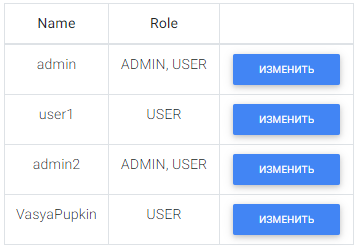 Name Role
admin ADMIN, USER ИЗМЕНИТЬ
user1 USER ИЗМЕНИТЬ
admin2 ADMIN, USER ИЗМЕНИТЬ
VasyaPupkin USER ИЗМЕНИТЬ